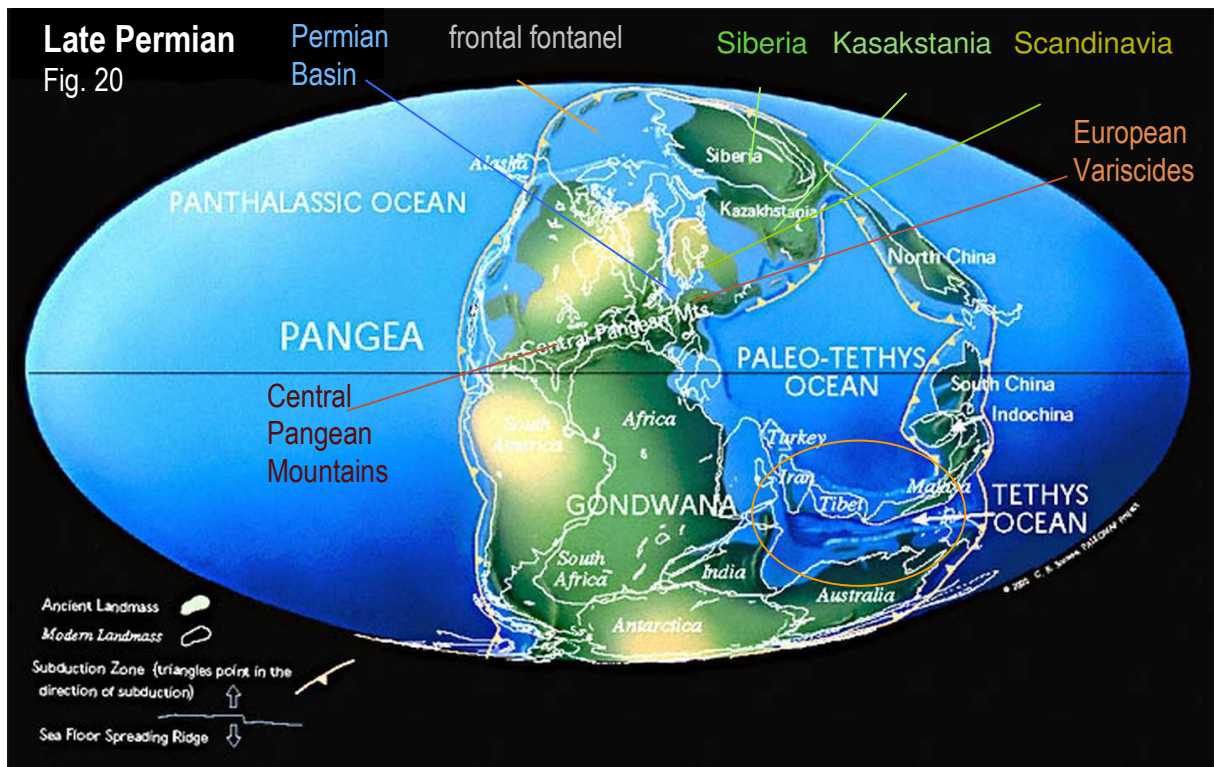 Late Permian
Fig. 20
Permian
Basin
frontal fontanel
Siberia
Kasakstania
Scandinavia
European
Variscides
Alaska
Siberia
PANTHALASSIC OCEAN
Kazakhstania
North China
PANGEA
Central Pangean Mts.
PALEO-TETHYS
OCEAN
South China
Indochina
Central
Pangean
Mountains
South
America
Africa
Turkey
Iran
Tibet
Malaya
GONDWANA
TETHYS
OCEAN
South
Africa
India
Australia
Antarctica
Ancient Landmass
Modern Landmass
Subduction Zone (triangles point in the
direction of subduction)
Sea Floor Spreading Ridge
PALEOMAP Project